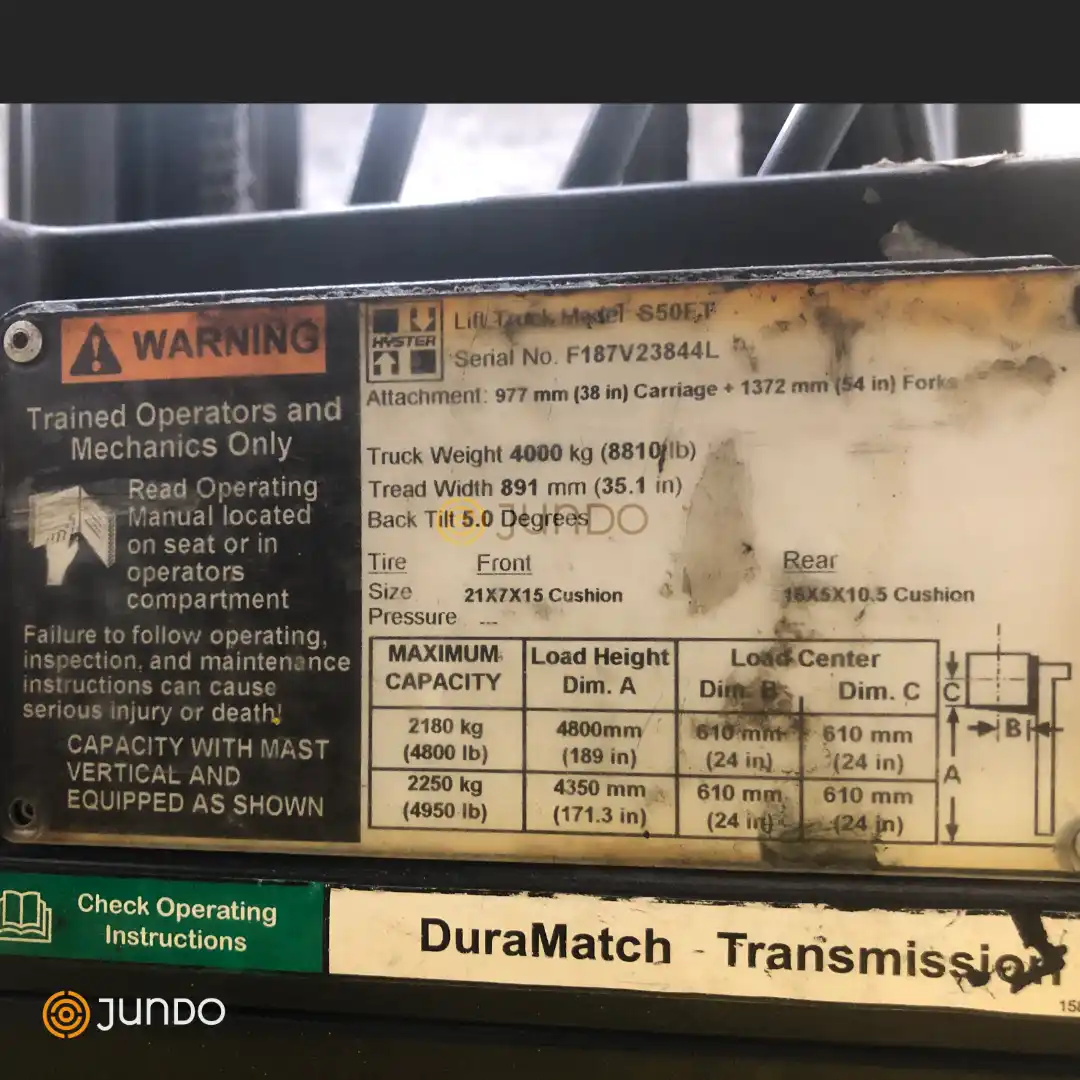 WARNING
Trained Operators and
Mechanics Only
Read Operating
Manual located
on seat or in
operators
compartment
Failure to follow operating,
inspection, and maintenance
instructions can cause
serious injury or death!
CAPACITY WITH MAST
VERTICAL AND
EQUIPPED AS SHOWN
HYSTER
Lift Truck Model S50FT
Serial No. F187V23844L
Attachment: 977 mm (38 in) Carriage + 1372 mm (54 in) Forks
Truck Weight 4000 kg (8810 lb)
Tread Width 891 mm (35.1 in)
Back Tilt 5.0 Degrees
JUNDO
Tire Front Rear
Size 21X7X15 Cushion 16X5X10.5 Cushion
Pressure ---
MAXIMUM CAPACITY Load Height Dim. A Load Center Dim. B Dim. C
2180 kg 4800mm 610 mm 610 mm
(4800 lb) (189 in) (24 in) (24 in)
2250 kg 4350 mm 610 mm 610 mm
(4950 lb) (171.3 in) (24 in) (24 in)
C
B
A
Check Operating
Instructions
DuraMatch - Transmission
JUNDO